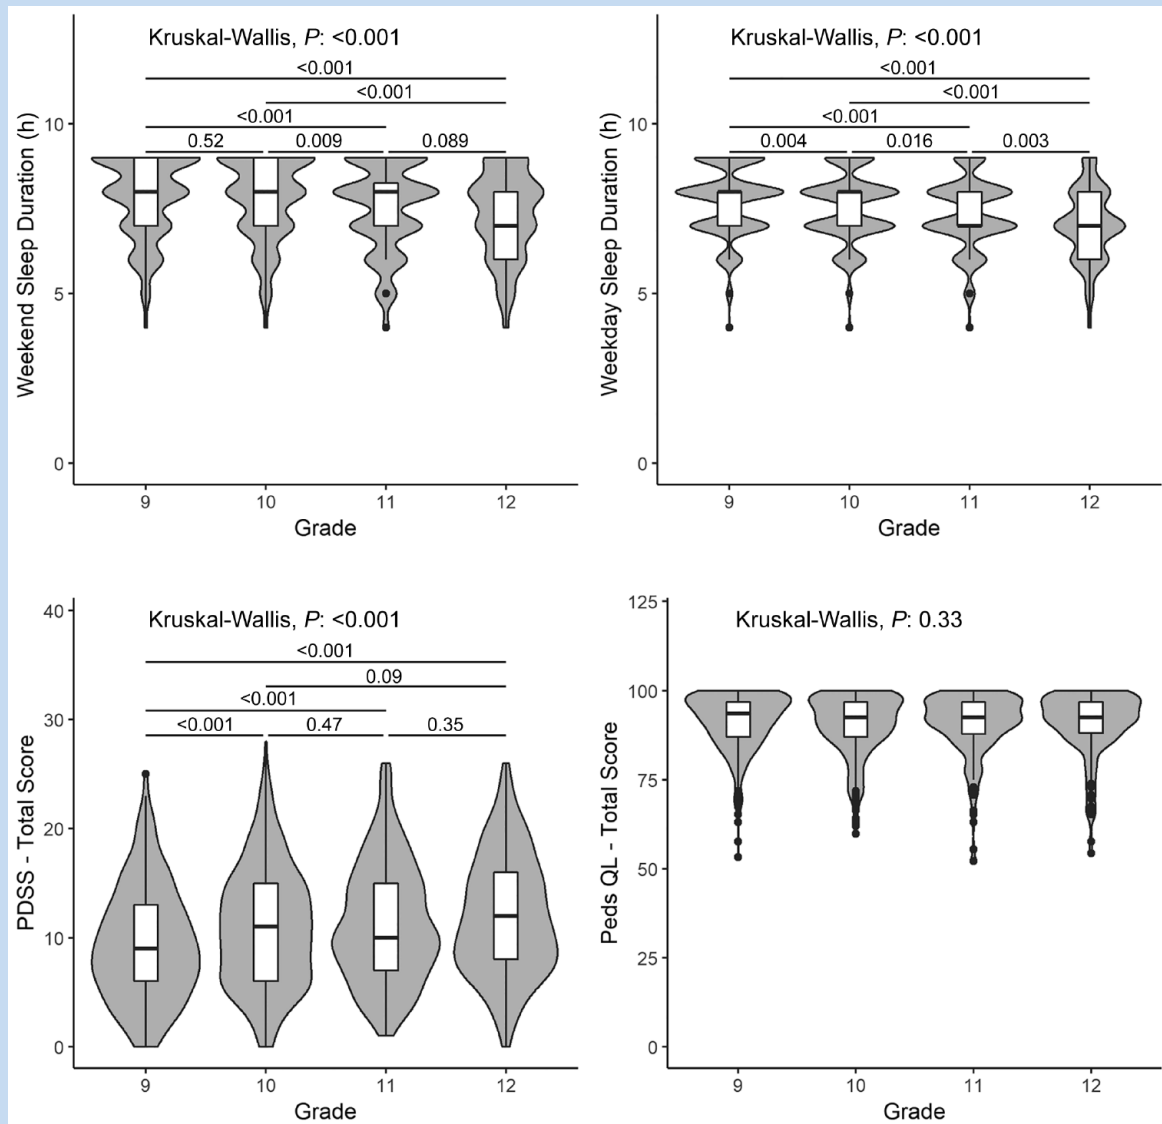 Kruskal-Wallis, P: <0.001
<0.001
<0.001
<0.001
0.52 0.009 0.089
Weekend Sleep Duration (h)
10
5
0
9 10 11 12
Grade
Kruskal-Wallis, P: <0.001
<0.001
<0.001
<0.001
0.004 0.016 0.003
Weekday Sleep Duration (h)
10
5
0
9 10 11 12
Grade
Kruskal-Wallis, P: <0.001
<0.001
0.09
<0.001
<0.001 0.47 0.35
PDSS - Total Score
40
30
20
10
0
9 10 11 12
Grade
Kruskal-Wallis, P: 0.33
Peds QL - Total Score
125
100
75
50
25
0
9 10 11 12
Grade